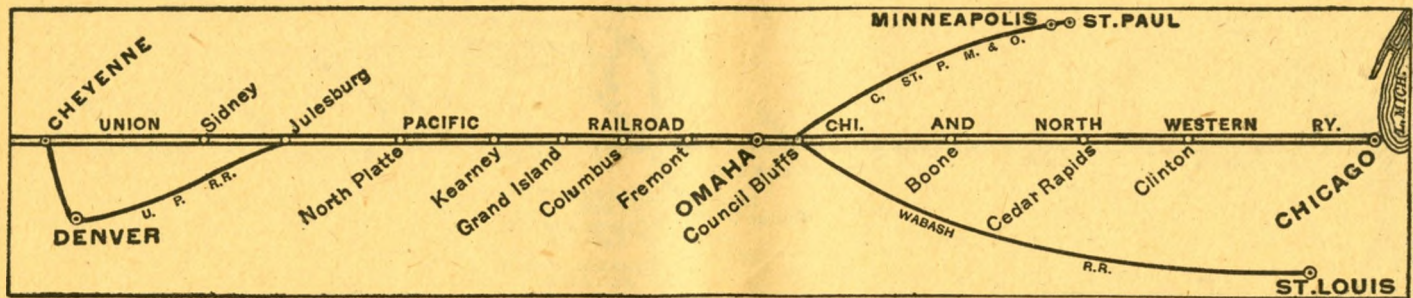 MINNEAPOLIS ST. PAUL
C. ST. P. M. & O.
CHEYENNE
Sidney
Julesburg
L. MICH.
UNION PACIFIC RAILROAD CHI. AND NORTH WESTERN RY.
U. P. R.R.
DENVER
North Platte
Kearney
Grand Island
Columbus
Fremont
OMAHA
Council Bluffs
Boone
Cedar Rapids
Clinton
CHICAGO
WABASH R.R.
ST. LOUIS